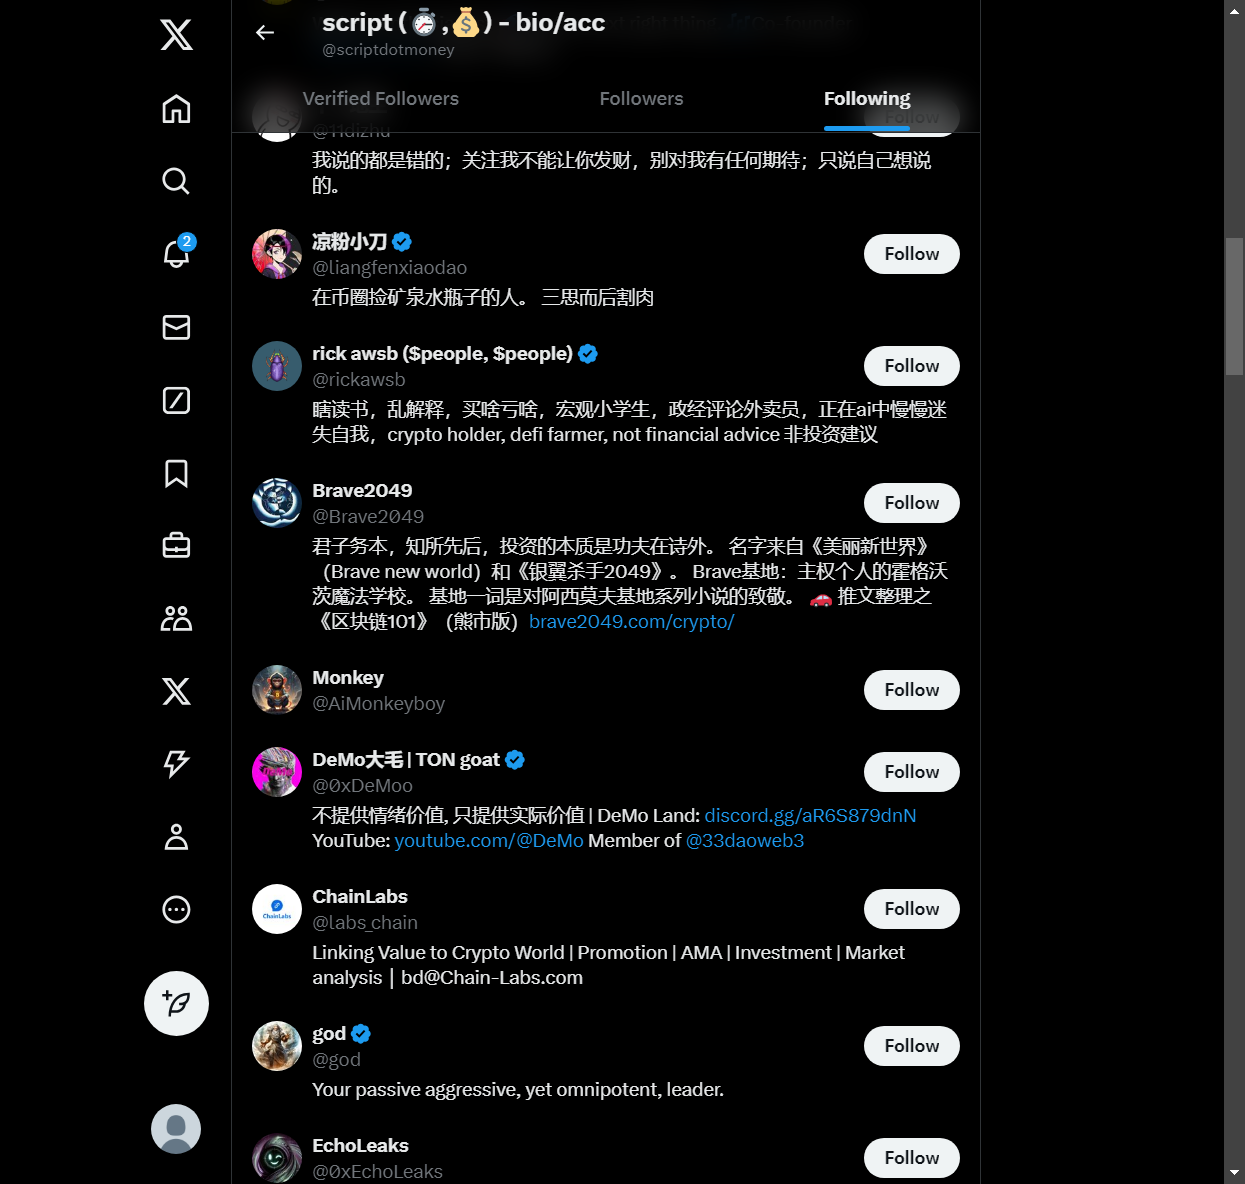 script (⏱️,💰) - bio/acc
@scriptdotmoney
Verified Followers
Followers
Following
@11dizhu
Follow
我说的都是错的；关注我不能让你发财，别对我有任何期待；只说自己想说
的。
2
凉粉小刀
@liangfenxiaodao
Follow
在币圈捡矿泉水瓶子的人。 三思而后割肉
rick awsb ($people, $people)
@rickawsb
Follow
瞎读书，乱解释，买啥亏啥，宏观小学生，政经评论外卖员，正在ai中慢慢迷
失自我，crypto holder, defi farmer, not financial advice 非投资建议
Brave2049
@Brave2049
Follow
君子务本，知所先后，投资的本质是功夫在诗外。 名字来自《美丽新世界》
（Brave new world）和《银翼杀手2049》。 Brave基地：主权个人的霍格沃
茨魔法学校。 基地一词是对阿西莫夫基地系列小说的致敬。 🚗 推文整理之
《区块链101》（熊市版）brave2049.com/crypto/
Monkey
@AiMonkeyboy
Follow
DeMo大毛 | TON goat
@0xDeMoo
Follow
不提供情绪价值, 只提供实际价值 | DeMo Land: discord.gg/aR6S879dnN
YouTube: youtube.com/@DeMo Member of @33daoweb3
ChainLabs
ChainLabs
@labs_chain
Follow
Linking Value to Crypto World | Promotion | AMA | Investment | Market
analysis | bd@Chain-Labs.com
god
@god
Follow
Your passive aggressive, yet omnipotent, leader.
EchoLeaks
@0xEchoLeaks
Follow